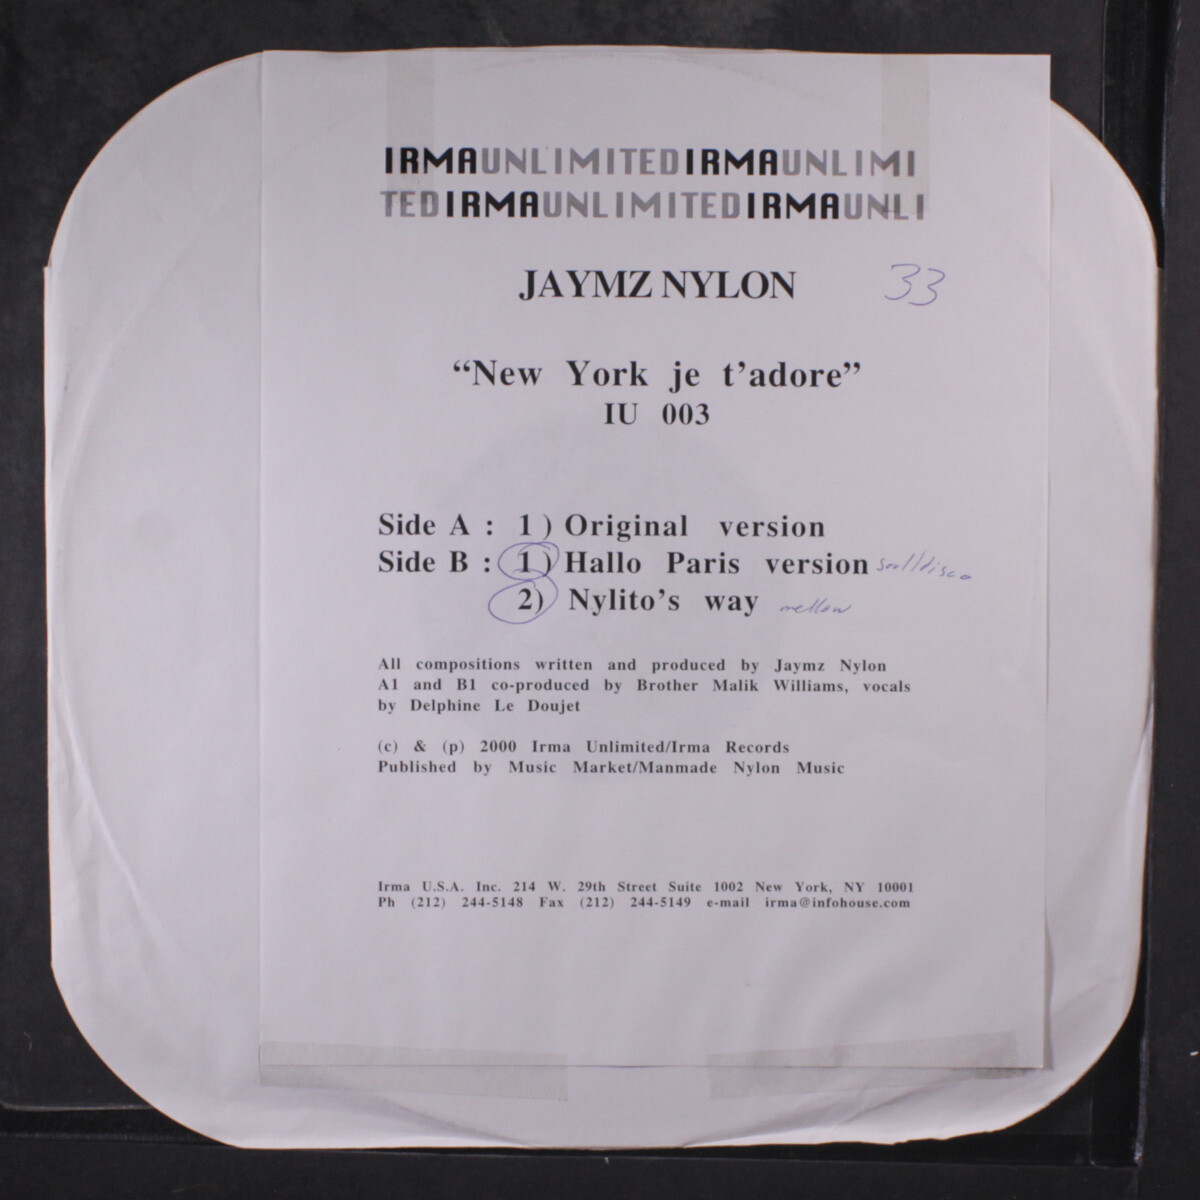 IRMAUNLIMITEDIRMAUNLIMI
TEDIRMAUNLIMITEDIRMAUNLI
JAYMZ NYLON 33
“New York je t’adore”
IU 003
Side A : 1) Original version
Side B : 1) Hallo Paris version disco
2) Nylito’s way mellow
All compositions written and produced by Jaymz Nylon
A1 and B1 co-produced by Brother Malik Williams, vocals
by Delphine Le Doujet
(c) & (p) 2000 Irma Unlimited/Irma Records
Published by Music Market/Manmade Nylon Music
Irma U.S.A. Inc. 214 W. 29th Street Suite 1002 New York, NY 10001
Ph (212) 244-5148 Fax (212) 244-5149 e-mail irma@infohouse.com